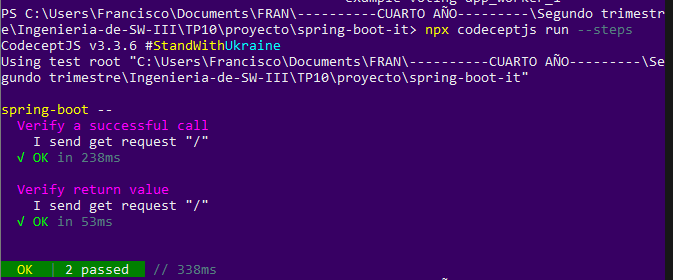 example-voting-app_worker_1
PS C:\Users\Francisco\Documents\FRAN\----------CUARTO AÑO---------\Segundo trimestr
e\Ingenieria-de-SW-III\TP10\proyecto\spring-boot-it> npx codeceptjs run --steps
CodeceptJS v3.3.6 #StandWithUkraine
Using test root "C:\Users\Francisco\Documents\FRAN\----------CUARTO AÑO---------\Se
gundo trimestre\Ingenieria-de-SW-III\TP10\proyecto\spring-boot-it"
spring-boot --
Verify a successful call
I send get request "/"
√ OK in 238ms
Verify return value
I send get request "/"
√ OK in 53ms
OK | 2 passed // 338ms